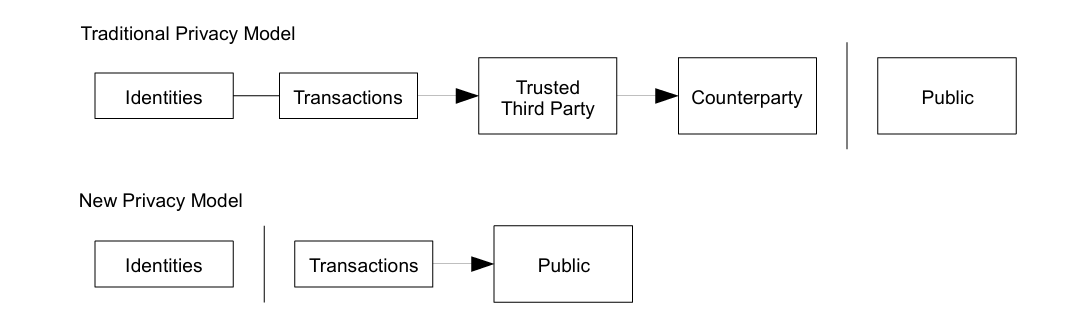 Traditional Privacy Model
Identities
Transactions
Trusted
Third Party
Counterparty
Public
New Privacy Model
Identities
Transactions
Public